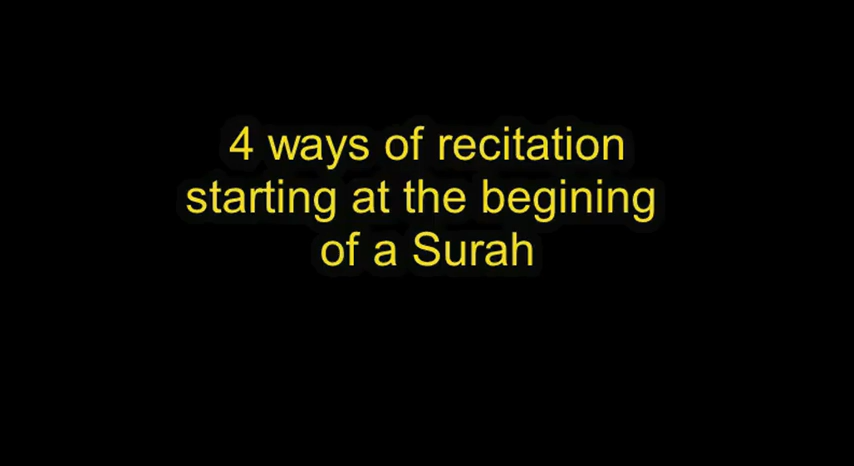 4 ways of recitation
starting at the begining
of a Surah